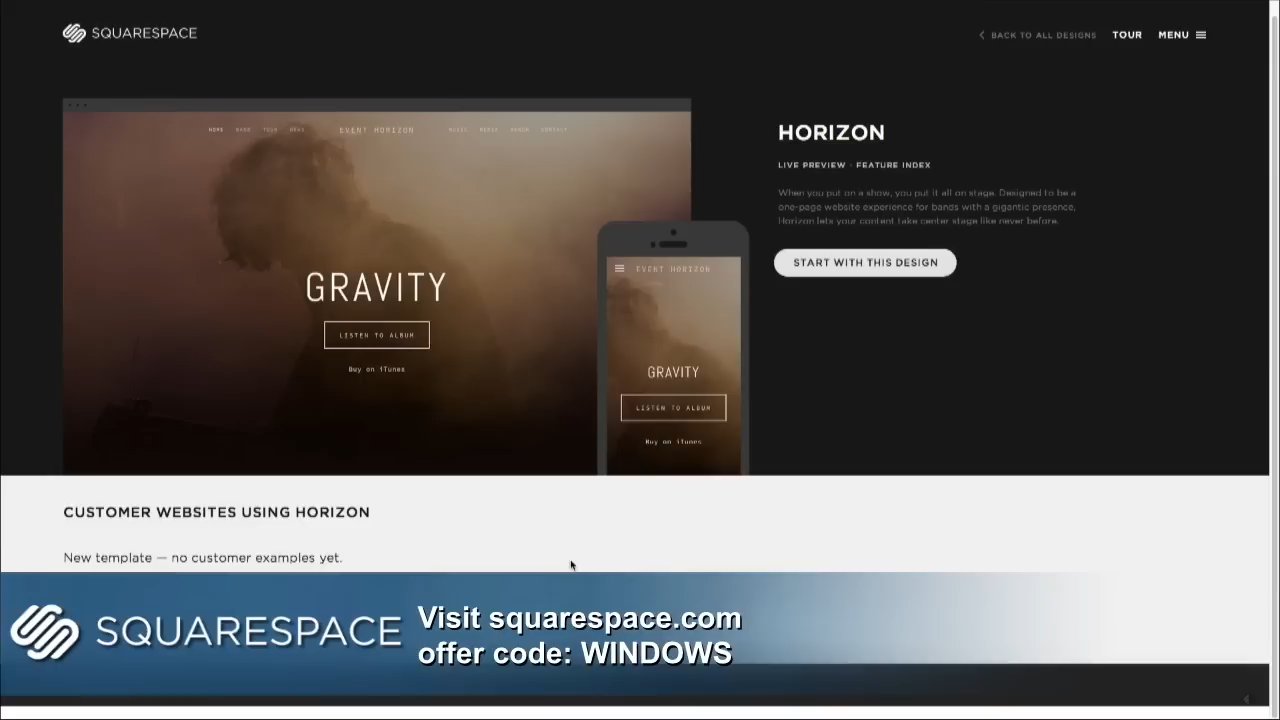 SQUARESPACE
BACK TO ALL DESIGNS
TOUR
MENU
EVENT HORIZON
HOME
GRAVITY
LISTEN TO ALBUM
Buy on iTunes
EVENT HORIZON
GRAVITY
LISTEN TO ALBUM
Buy on iTunes
HORIZON
LIVE PREVIEW · FEATURE INDEX
When you put on a show, you put it all on stage. Designed to be a
one-page website experience for bands with a gigantic presence,
Horizon lets your content take center stage like never before.
START WITH THIS DESIGN
CUSTOMER WEBSITES USING HORIZON
New template — no customer examples yet.
SQUARESPACE
Visit squarespace.com
offer code: WINDOWS